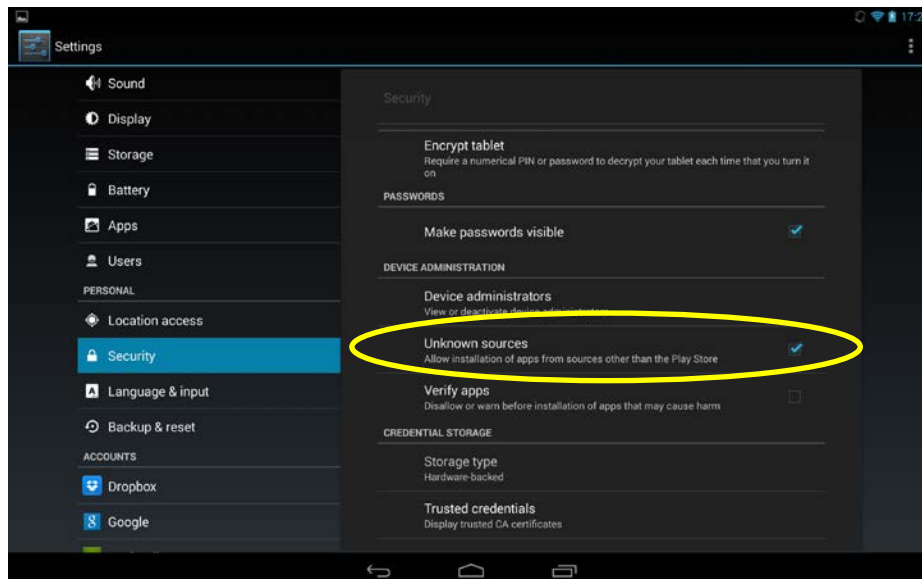 17:2
Settings
Sound
Display
Storage
Battery
Apps
Users
PERSONAL
Location access
Security
Language & input
Backup & reset
ACCOUNTS
Dropbox
Google
Security
Encrypt tablet
Require a numerical PIN or password to decrypt your tablet each time that you turn it
on
PASSWORDS
Make passwords visible
DEVICE ADMINISTRATION
Device administrators
View or deactivate device administrators
Unknown sources
Allow installation of apps from sources other than the Play Store
Verify apps
Disallow or warn before installation of apps that may cause harm
CREDENTIAL STORAGE
Storage type
Hardware-backed
Trusted credentials
Display trusted CA certificates